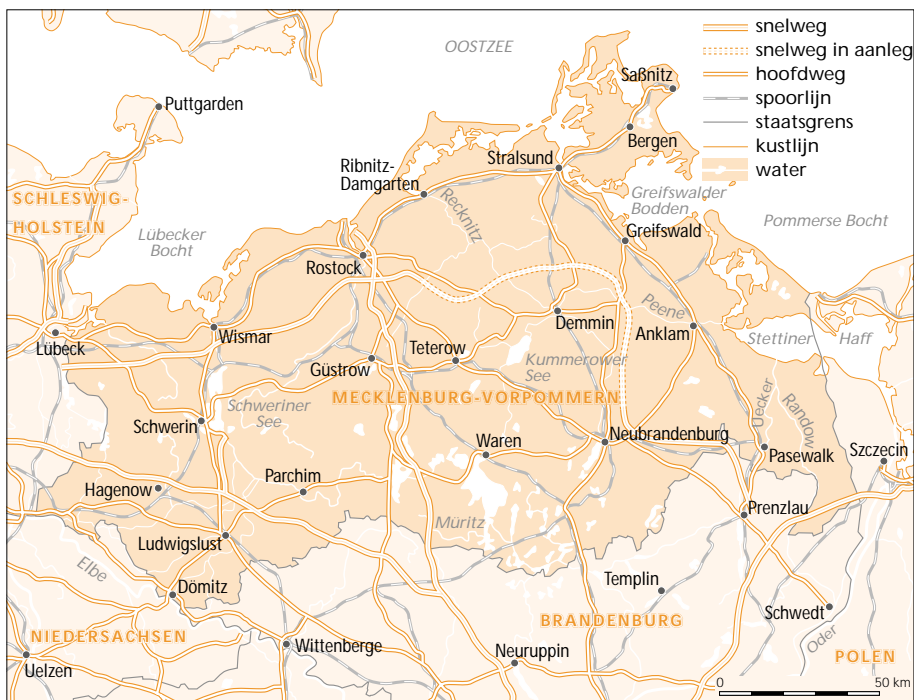 OOSTZEE
snelweg
snelweg in aanleg
hoofdweg
spoorlijn
staatsgrens
kustlijn
water
Saßnitz
Puttgarden
Bergen
Stralsund
Ribnitz-
Damgarten
SCHLESWIG-
HOLSTEIN
Recknitz
Greifswalder
Bodden
Pommerse Bocht
Lübecker
Bocht
Greifswald
Rostock
Peene
Wismar
Demmin
Anklam
Stettiner
Haff
Lübeck
Teterow
Kummerower
See
Güstrow
MECKLENBURG-VORPOMMERN
Schweriner
See
Uecker
Randow
Schwerin
Waren
Neubrandenburg
Pasewalk
Szczecin
Parchim
Hagenow
Müritz
Prenzlau
Ludwigslust
Elbe
Dömitz
Templin
Schwedt
BRANDENBURG
NIEDERSACHSEN
Wittenberge
Oder
Neuruppin
POLEN
Uelzen
0
50 km